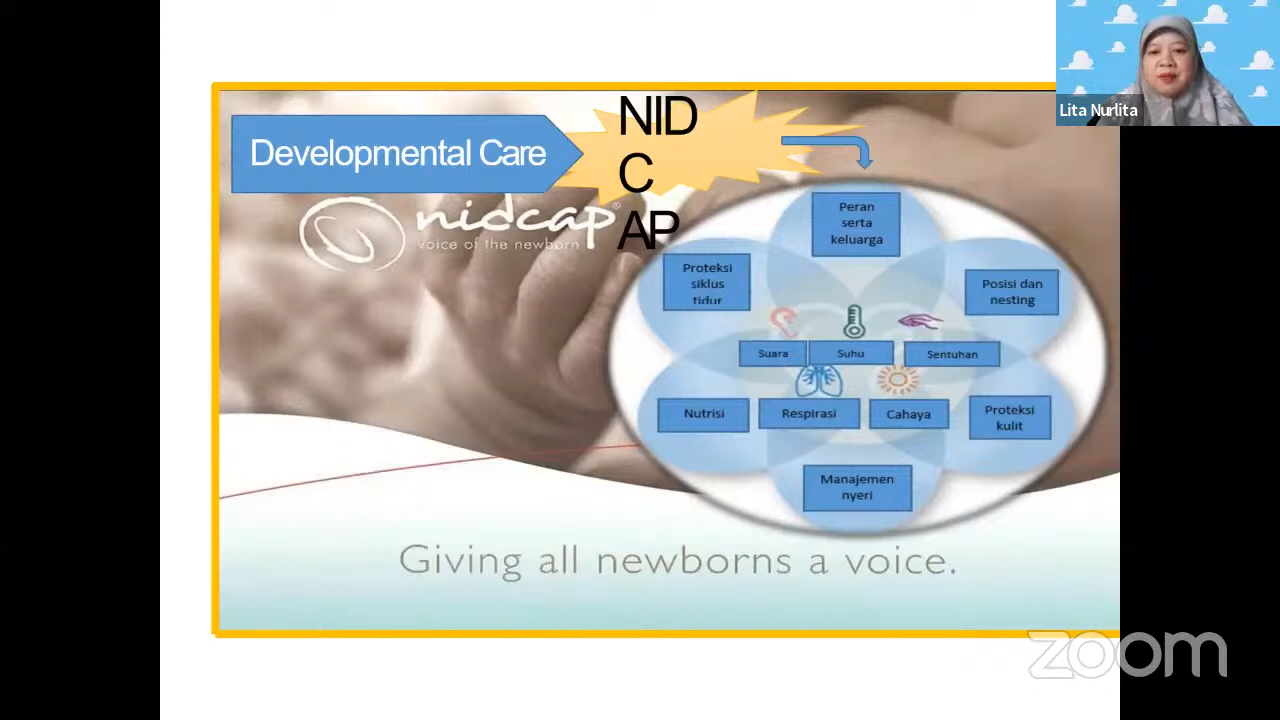 Lita Nurlita
Developmental Care
NID
C
AP
nidcap®
voice of the newborn
Peran
serta
keluarga
Proteksi
siklus
tidur
Posisi dan
nesting
Suara
Suhu
Sentuhan
Nutrisi
Respirasi
Cahaya
Proteksi
kulit
Manajemen
nyeri
Giving all newborns a voice.
zoom